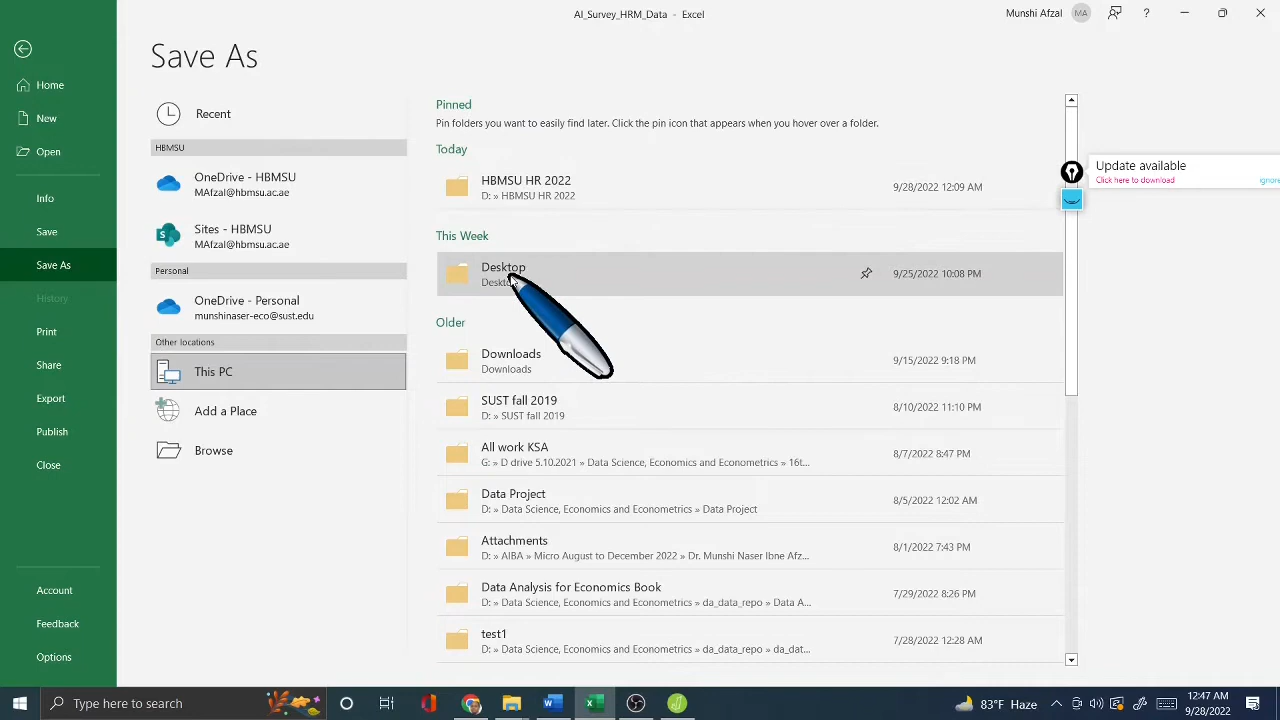 AI_Survey_HRM_Data - Excel
Munshi Afzal
MA
?
Save As
Home
New
Open
Info
Save
Save As
History
Print
Share
Export
Publish
Close
Account
Feedback
Options
Recent
HBMSU
OneDrive - HBMSU
MAfzal@hbmsu.ac.ae
Sites - HBMSU
MAfzal@hbmsu.ac.ae
Personal
OneDrive - Personal
munshinaser-eco@sust.edu
Other locations
This PC
Add a Place
Browse
Pinned
Pin folders you want to easily find later. Click the pin icon that appears when you hover over a folder.
Today
HBMSU HR 2022
D: » HBMSU HR 2022
9/28/2022 12:09 AM
This Week
Desktop
9/25/2022 10:08 PM
Older
Downloads
Downloads
9/15/2022 9:18 PM
SUST fall 2019
D: » SUST fall 2019
8/10/2022 11:10 PM
All work KSA
G: » D drive 5.10.2021 » Data Science, Economics and Econometrics » 16t...
8/7/2022 8:47 PM
Data Project
D: » Data Science, Economics and Econometrics » Data Project
8/5/2022 12:02 AM
Attachments
D: » AIBA » Micro August to December 2022 » Dr. Munshi Naser Ibne Afz...
8/1/2022 7:43 PM
Data Analysis for Economics Book
D: » Data Science, Economics and Econometrics » da_data_repo » Data A...
7/29/2022 8:26 PM
test1
D: » Data Science, Economics and Econometrics » da_data_repo » da_dat...
7/28/2022 12:28 AM
Update available
Click here to download
ignore
Type here to search
83°F Haze
12:47 AM
9/28/2022